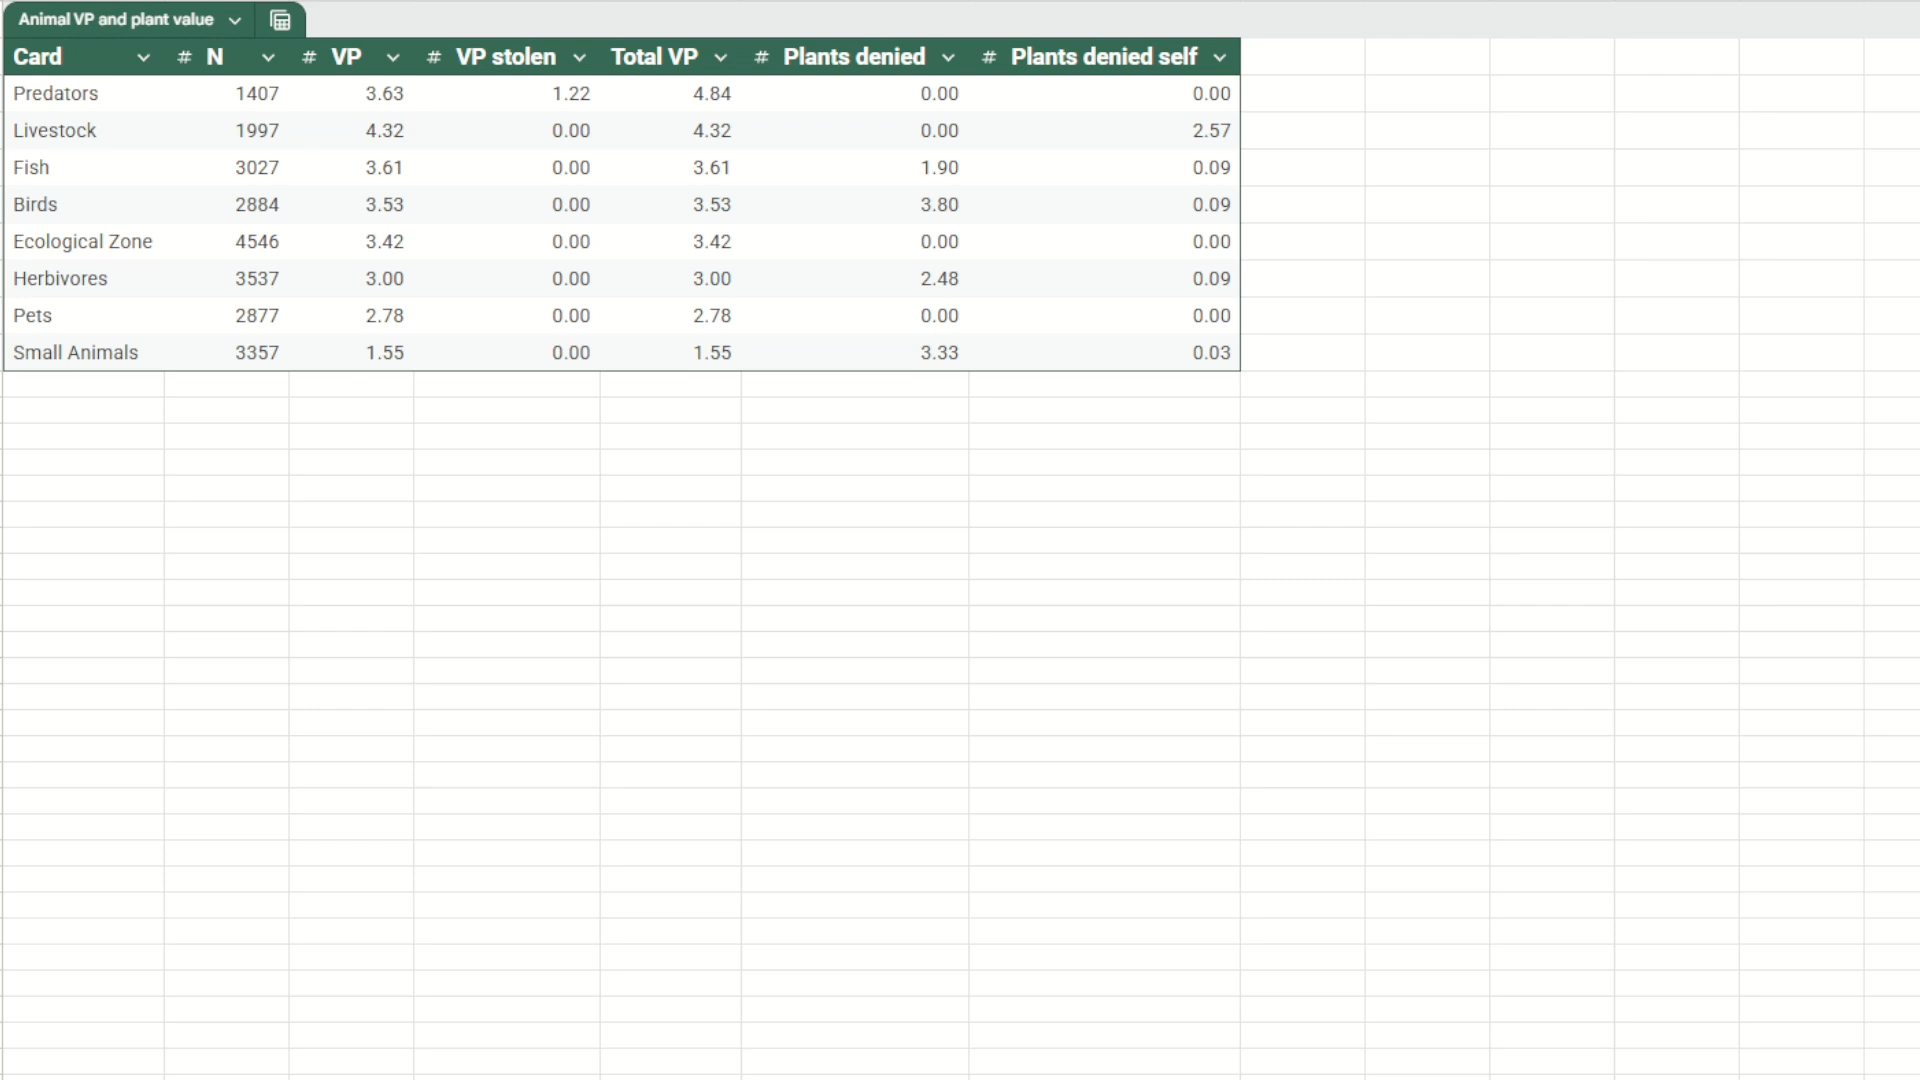 Animal VP and plant value
Card # N # VP # VP stolen Total VP # Plants denied # Plants denied self
Predators 1407 3.63 1.22 4.84 0.00 0.00
Livestock 1997 4.32 0.00 4.32 0.00 2.57
Fish 3027 3.61 0.00 3.61 1.90 0.09
Birds 2884 3.53 0.00 3.53 3.80 0.09
Ecological Zone 4546 3.42 0.00 3.42 0.00 0.00
Herbivores 3537 3.00 0.00 3.00 2.48 0.09
Pets 2877 2.78 0.00 2.78 0.00 0.00
Small Animals 3357 1.55 0.00 1.55 3.33 0.03